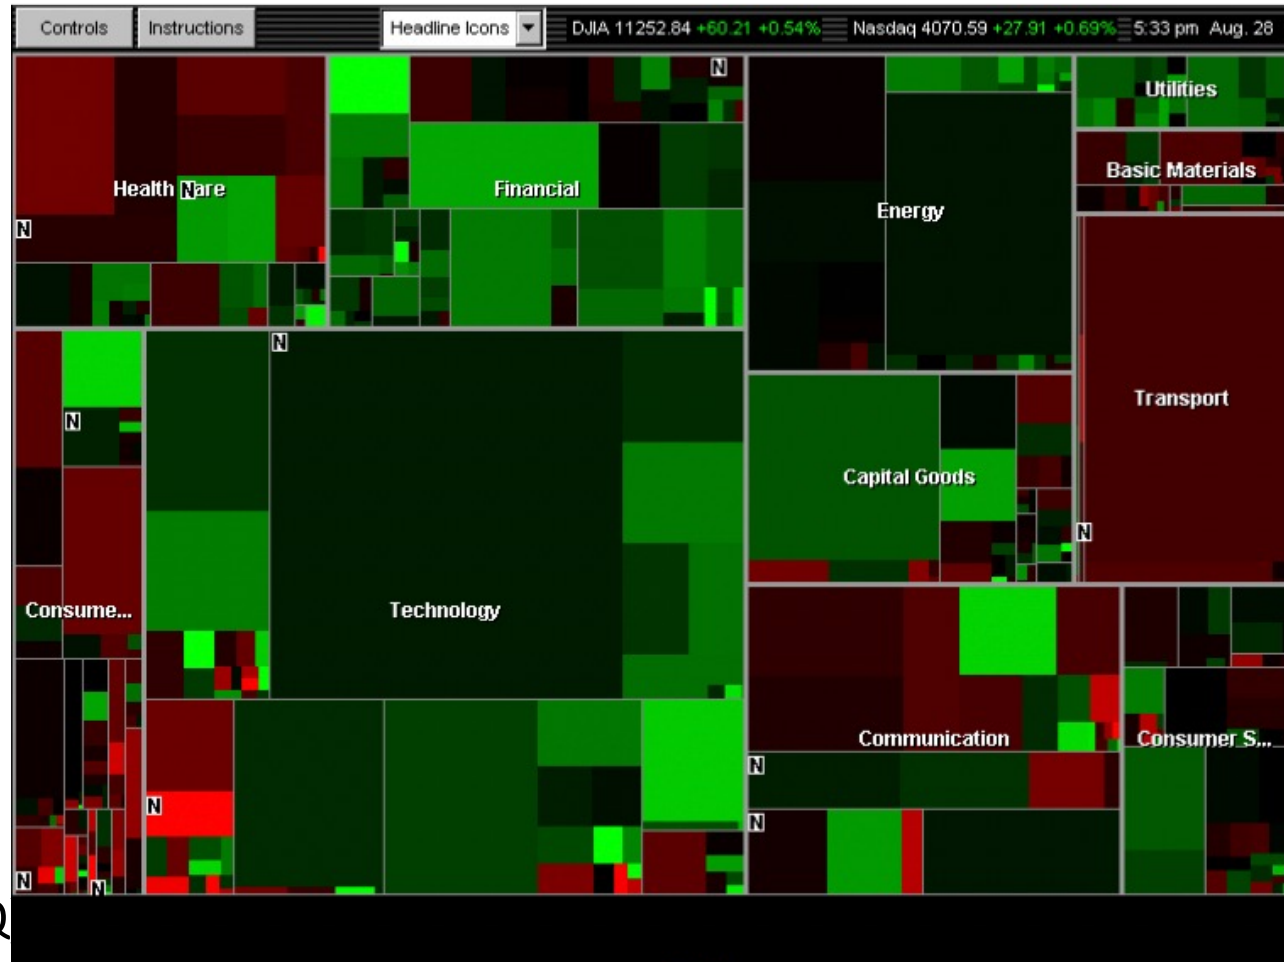 Controls Instructions Headline Icons DJIA 11252.84 +60.21 +0.54% Nasdaq 4070.59 +27.91 +0.69% 5:33 pm Aug. 28
N
N
Utilities
Basic Materials
Health Nare
Financial
Energy
N
N
Transport
N
Capital Goods
N
Consume...
Technology
Communication
Consumer S...
N
N
N
N
N
Q